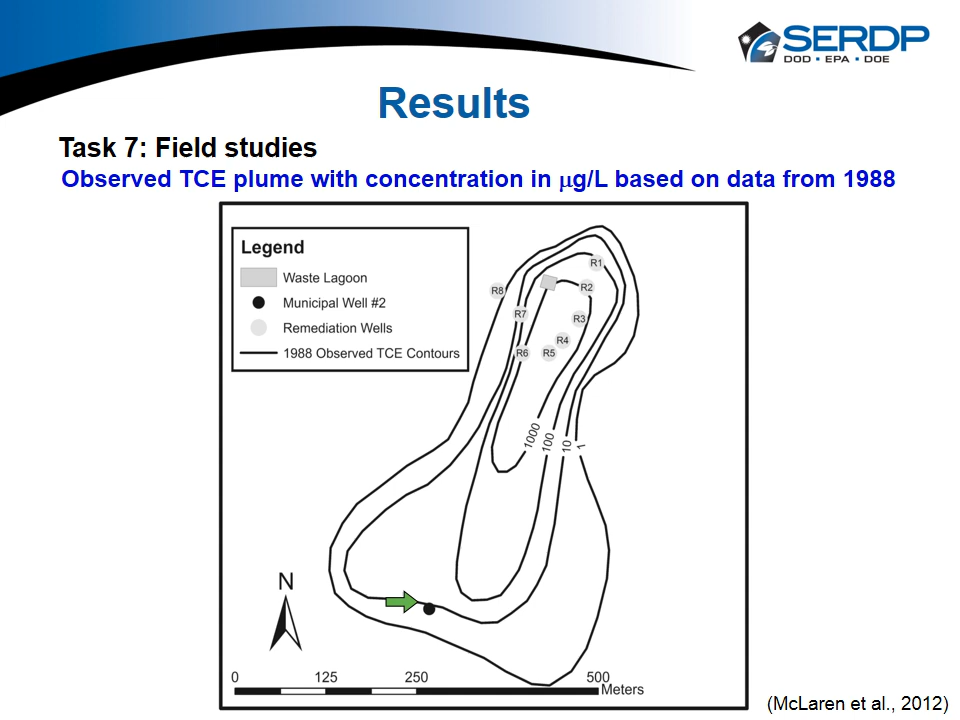 SERDP
DOD • EPA • DOE
Results
Task 7: Field studies
Observed TCE plume with concentration in µg/L based on data from 1988
Legend
Waste Lagoon
Municipal Well #2
Remediation Wells
1988 Observed TCE Contours
R1
R2
R8
R7
R3
R4
R6
R5
1000
100
10
1
N
0 125 250 500
Meters
(McLaren et al., 2012)